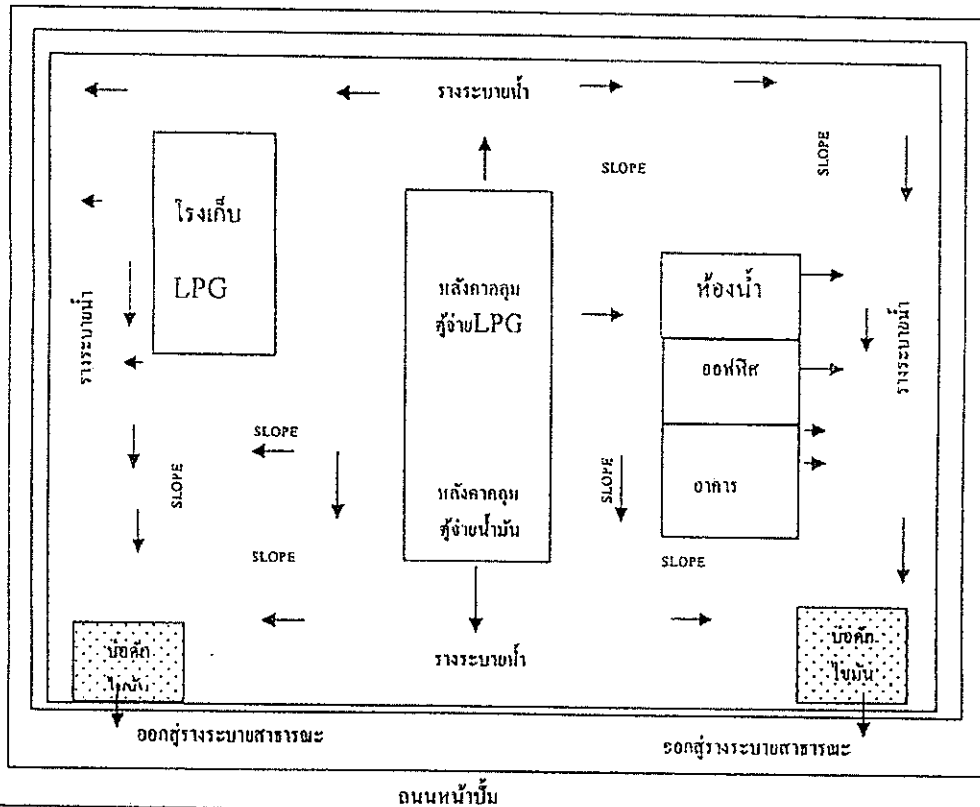 รางระบายน้ำ
SLOPE
SLOPE
โรงเก็บ
LPG
หลังคาคลุม
ตู้จ่ายLPG
ห้องน้ำ
รางระบายน้ำ
รางระบายน้ำ
ออฟฟิศ
SLOPE
SLOPE
SLOPE
หลังคาคลุม
ตู้จ่ายน้ำมัน
อาคาร
SLOPE
SLOPE
บ่อดัก
ไขมัน
รางระบายน้ำ
บ่อดัก
ไขมัน
ออกสู่รางระบายสาธารณะ
ออกสู่รางระบายสาธารณะ
ถนนหน้าปั๊ม